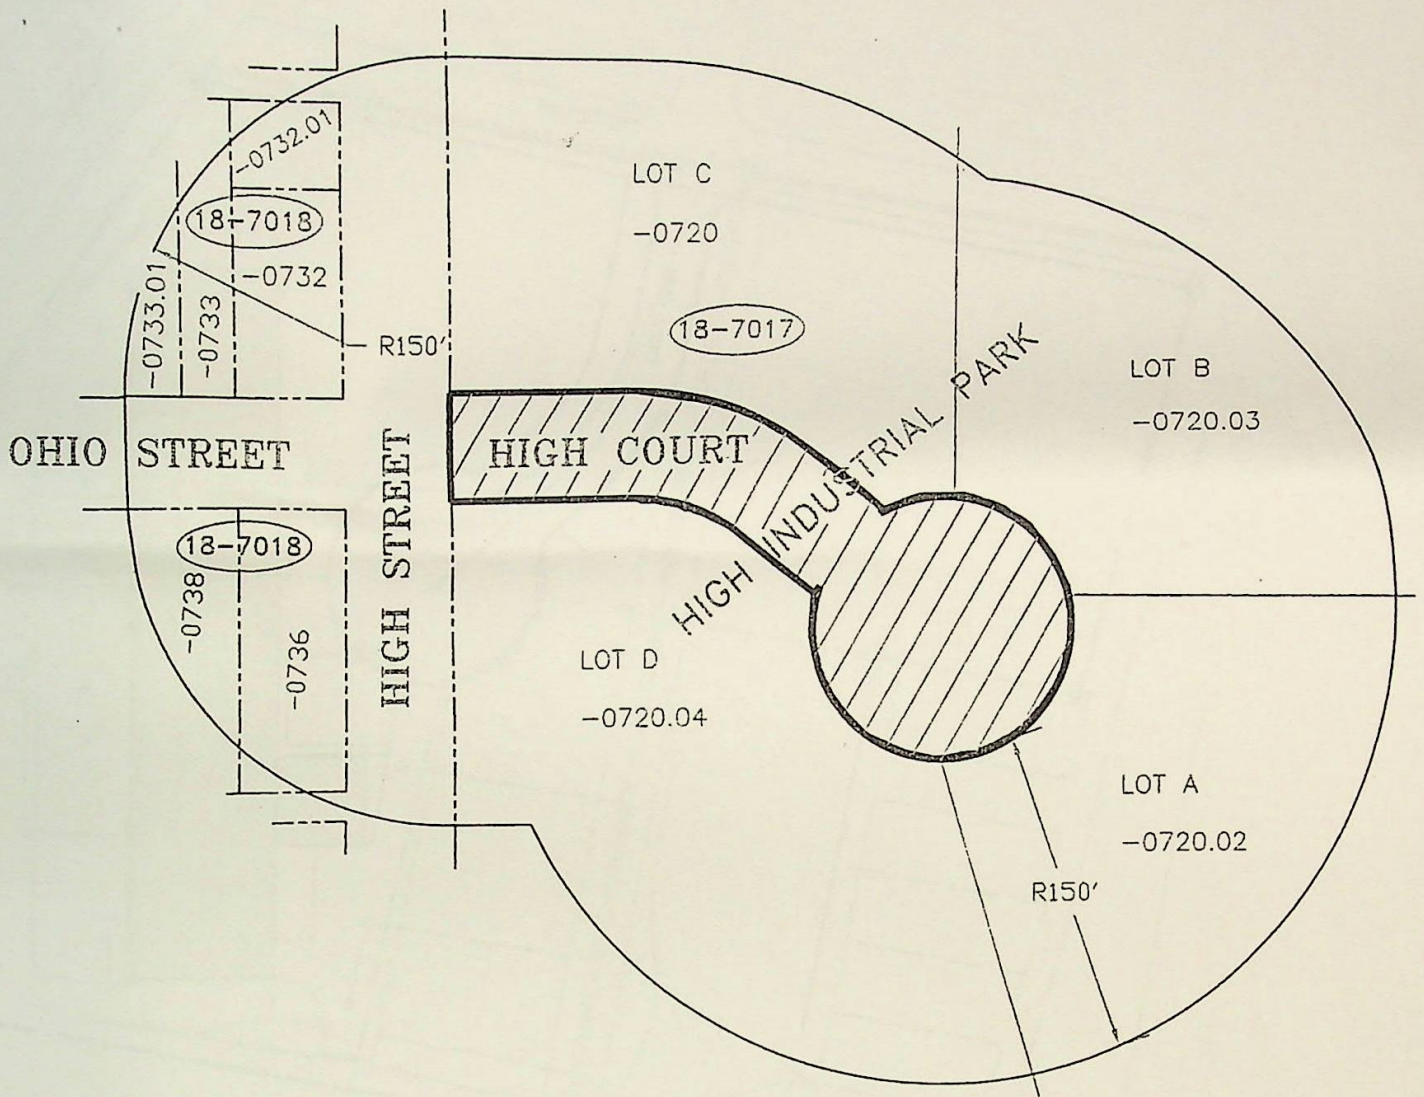 -0732.01
LOT C
18-7018
-0720
-0732
-0733.01
-0733
R150'
18-7017
LOT B
-0720.03
OHIO STREET
HIGH COURT
HIGH INDUSTRIAL PARK
HIGH STREET
18-7018
-0738
-0736
LOT D
-0720.04
LOT A
-0720.02
R150'